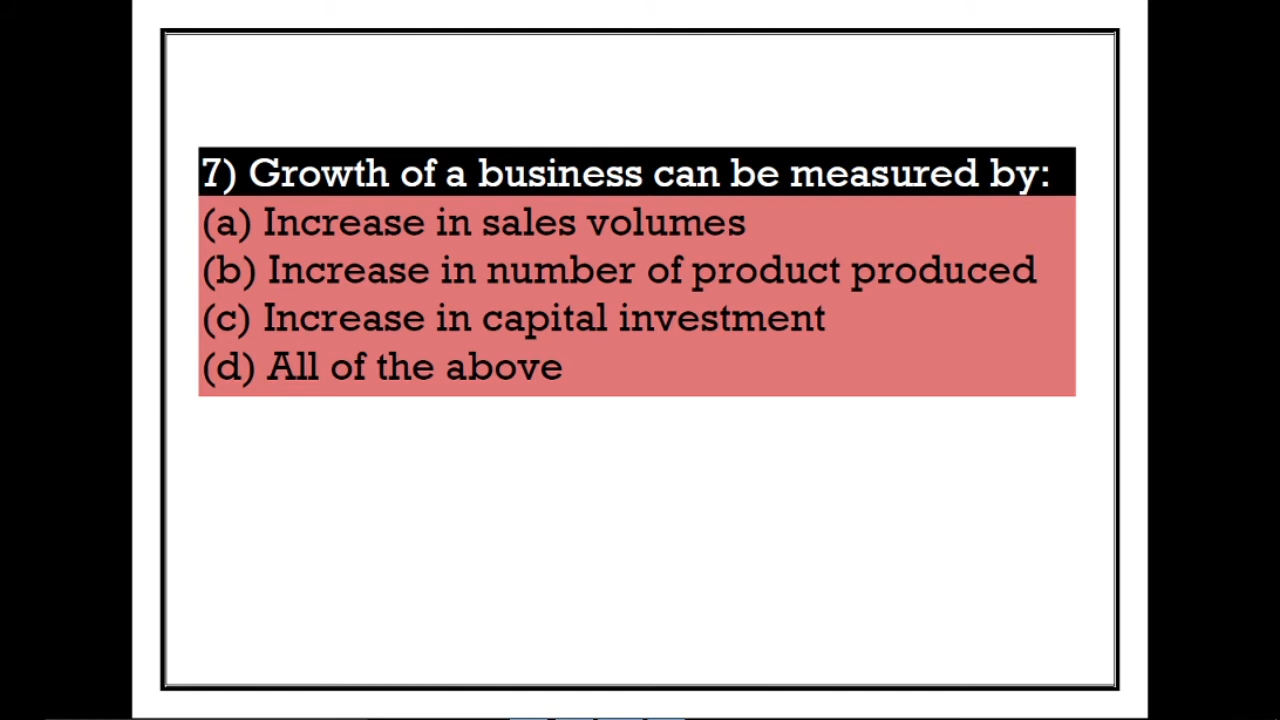 7) Growth of a business can be measured by:
(a) Increase in sales volumes
(b) Increase in number of product produced
(c) Increase in capital investment
(d) All of the above